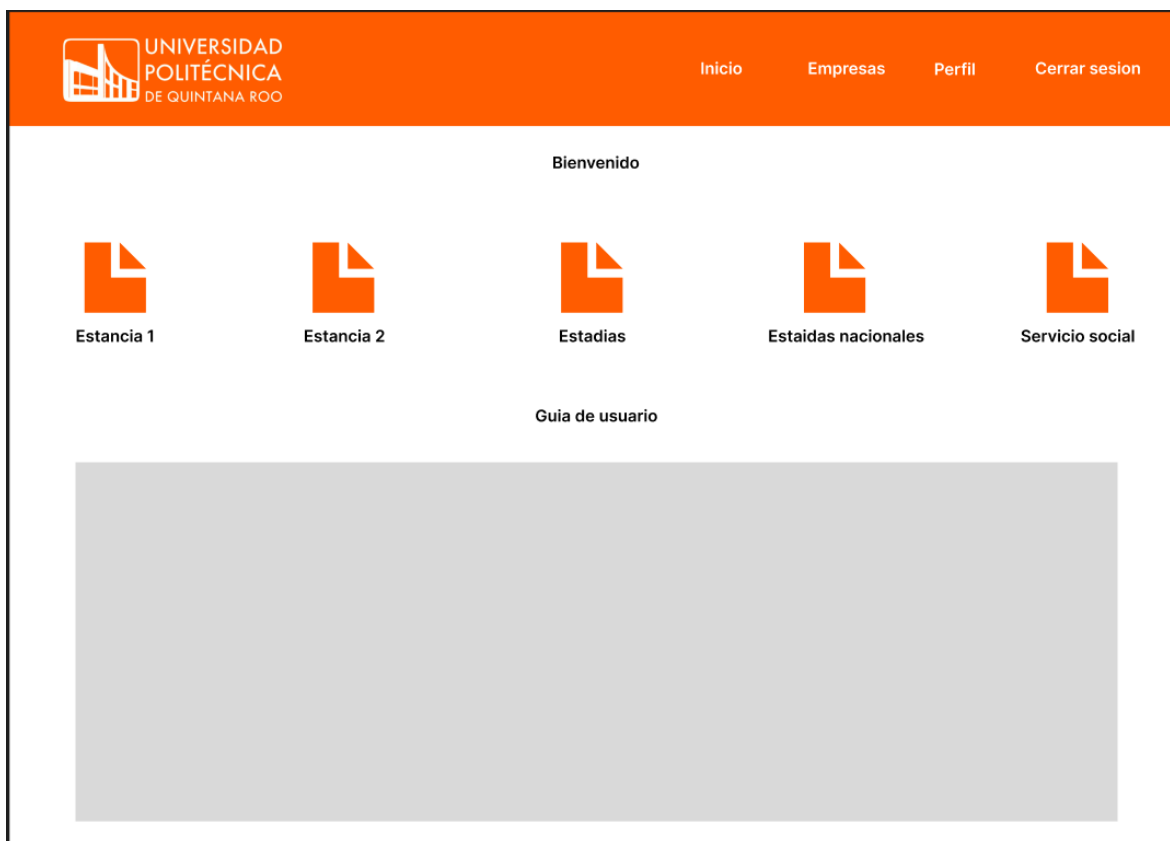 UNIVERSIDAD
POLITÉCNICA
DE QUINTANA ROO
Inicio
Empresas
Perfil
Cerrar sesion
Bienvenido
Estancia 1
Estancia 2
Estadias
Estaidas nacionales
Servicio social
Guia de usuario